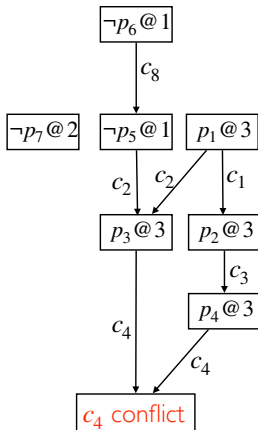 ¬p₆@1
c₈
¬p₇@2
¬p₅@1
p₁@3
c₂
c₂
c₁
p₃@3
p₂@3
c₃
p₄@3
c₄
c₄
c₄ conflict